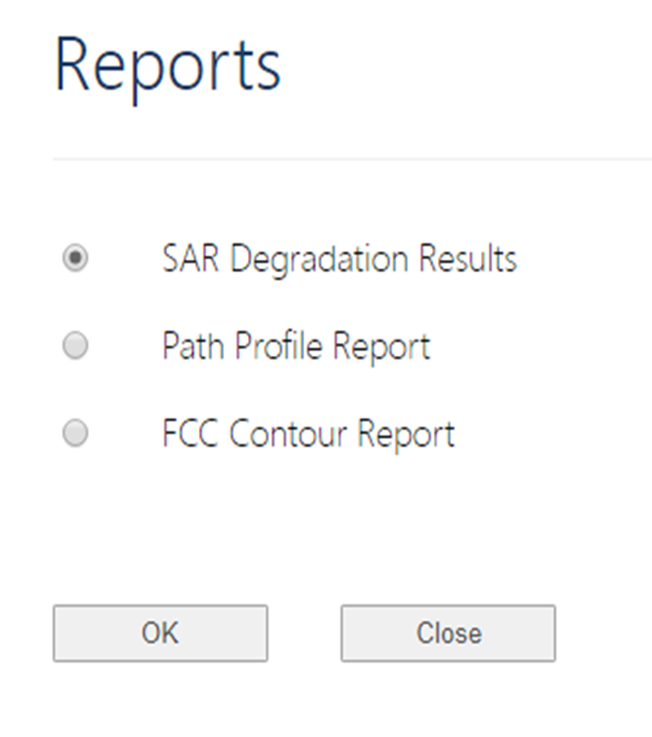 Reports
SAR Degradation Results
Path Profile Report
FCC Contour Report
OK
Close